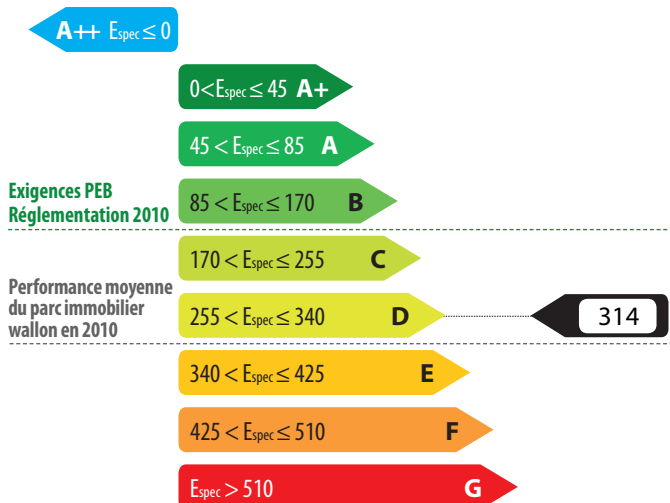 A++ Espec ≤ 0
0 < Espec ≤ 45 A+
45 < Espec ≤ 85 A
Exigences PEB
Réglementation 2010
85 < Espec ≤ 170 B
170 < Espec ≤ 255 C
Performance moyenne
du parc immobilier
wallon en 2010
255 < Espec ≤ 340 D
314
340 < Espec ≤ 425 E
425 < Espec ≤ 510 F
Espec > 510 G